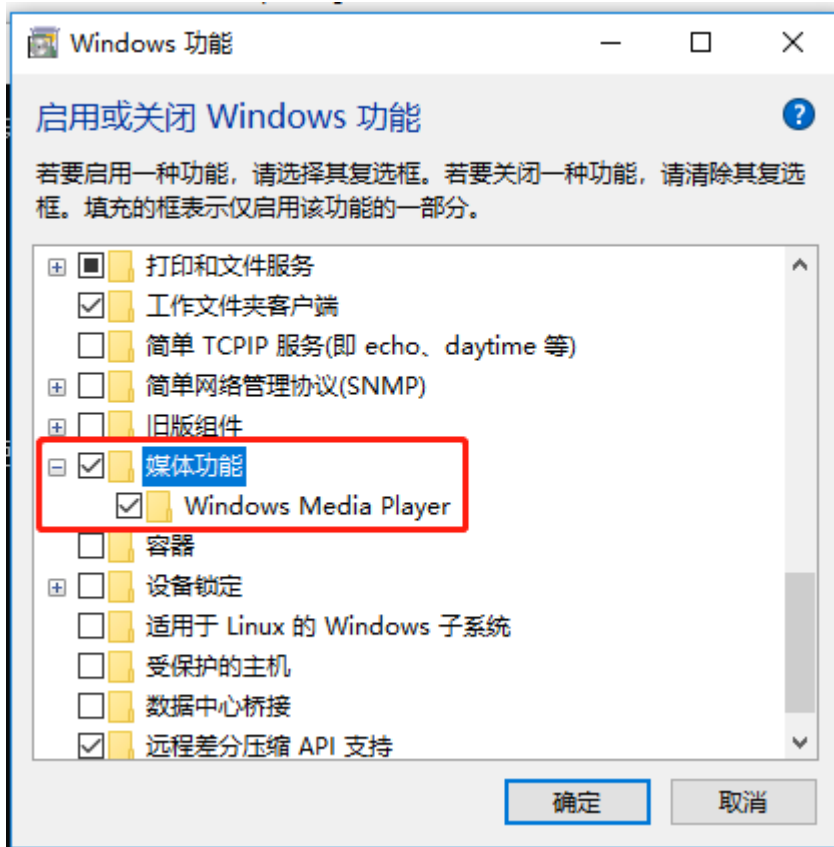 Windows 功能
启用或关闭 Windows 功能
若要启用一种功能，请选择其复选框。若要关闭一种功能，请清除其复选
框。填充的框表示仅启用该功能的一部分。
打印和文件服务
工作文件夹客户端
简单 TCPIP 服务(即 echo、daytime 等)
简单网络管理协议(SNMP)
旧版组件
媒体功能
Windows Media Player
容器
设备锁定
适用于 Linux 的 Windows 子系统
受保护的主机
数据中心桥接
远程差分压缩 API 支持
确定
取消